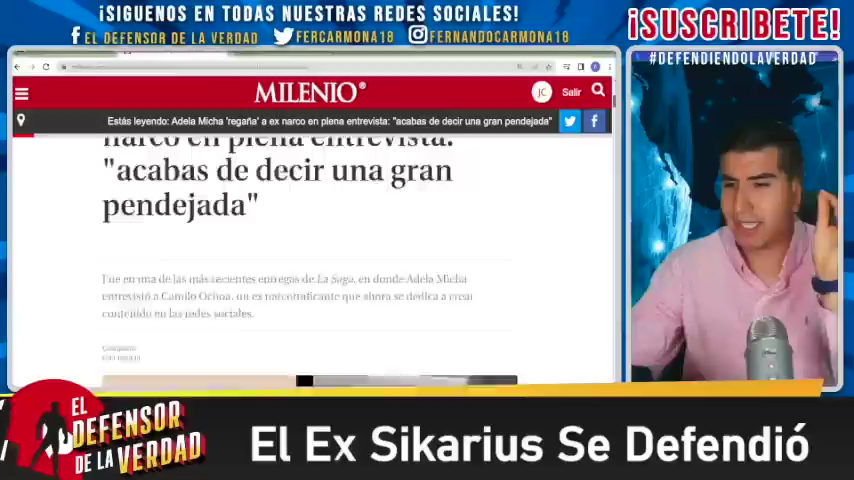 ¡SIGUENOS EN TODAS NUESTRAS REDES SOCIALES!
EL DEFENSOR DE LA VERDAD FERCARMONA18 FERNANDOCARMONA18
¡SUSCRIBETE!
#DEFENDIENDOLAVERDAD
MILENIO®
JC Salir
Estás leyendo: Adela Micha 'regaña' a ex narco en plena entrevista: "acabas de decir una gran pendejada"
narco en plena entrevista:
"acabas de decir una gran
pendejada"
Fue en una de las más recientes entregas de La Saga, en donde Adela Micha
entrevistó a Camilo Ochoa, un ex narcotraficante que ahora se dedica a crear
contenido en las redes sociales.
EL
DEFENSOR
DE LA VERDAD
El Ex Sikarius Se Defendió